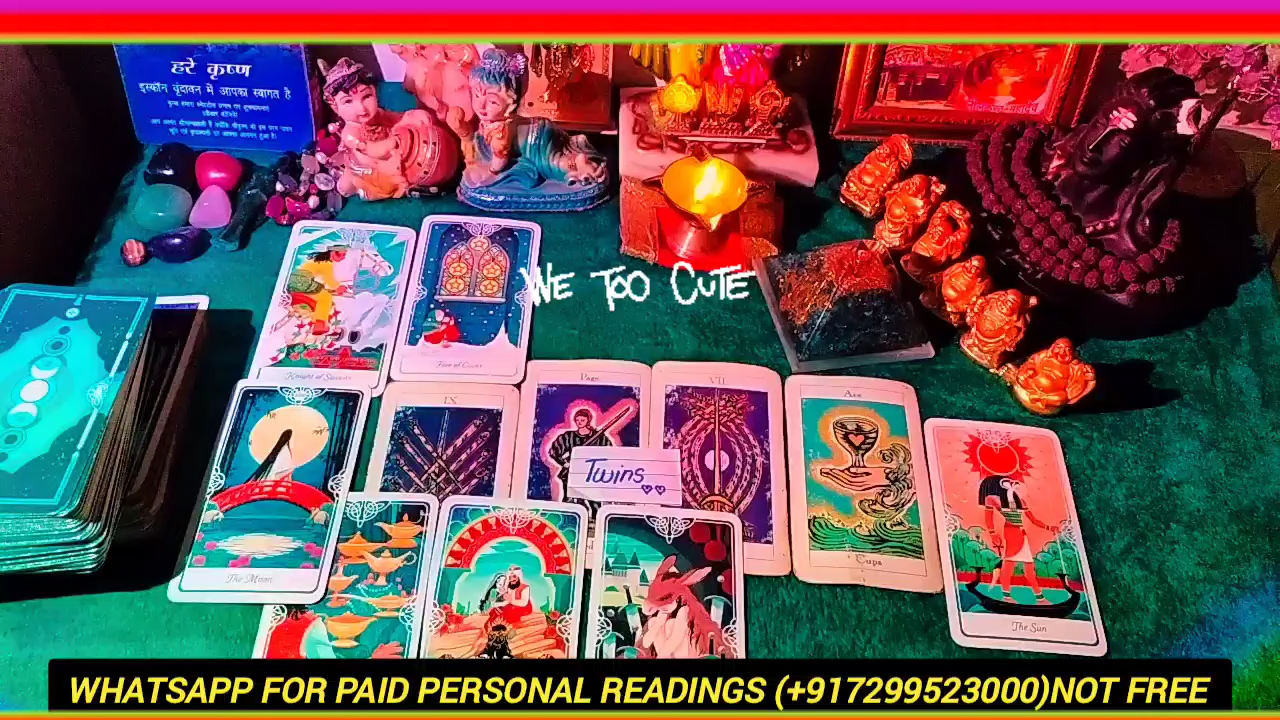 हरे कृष्ण
इस्कॉन वृंदावन में आपका स्वागत है
WE TOO CUTE
Knight of Swords
Five of Coins
IX
Page
VII
Ace
Twins
Cups
The Moon
The Sun
WHATSAPP FOR PAID PERSONAL READINGS (+917299523000)NOT FREE